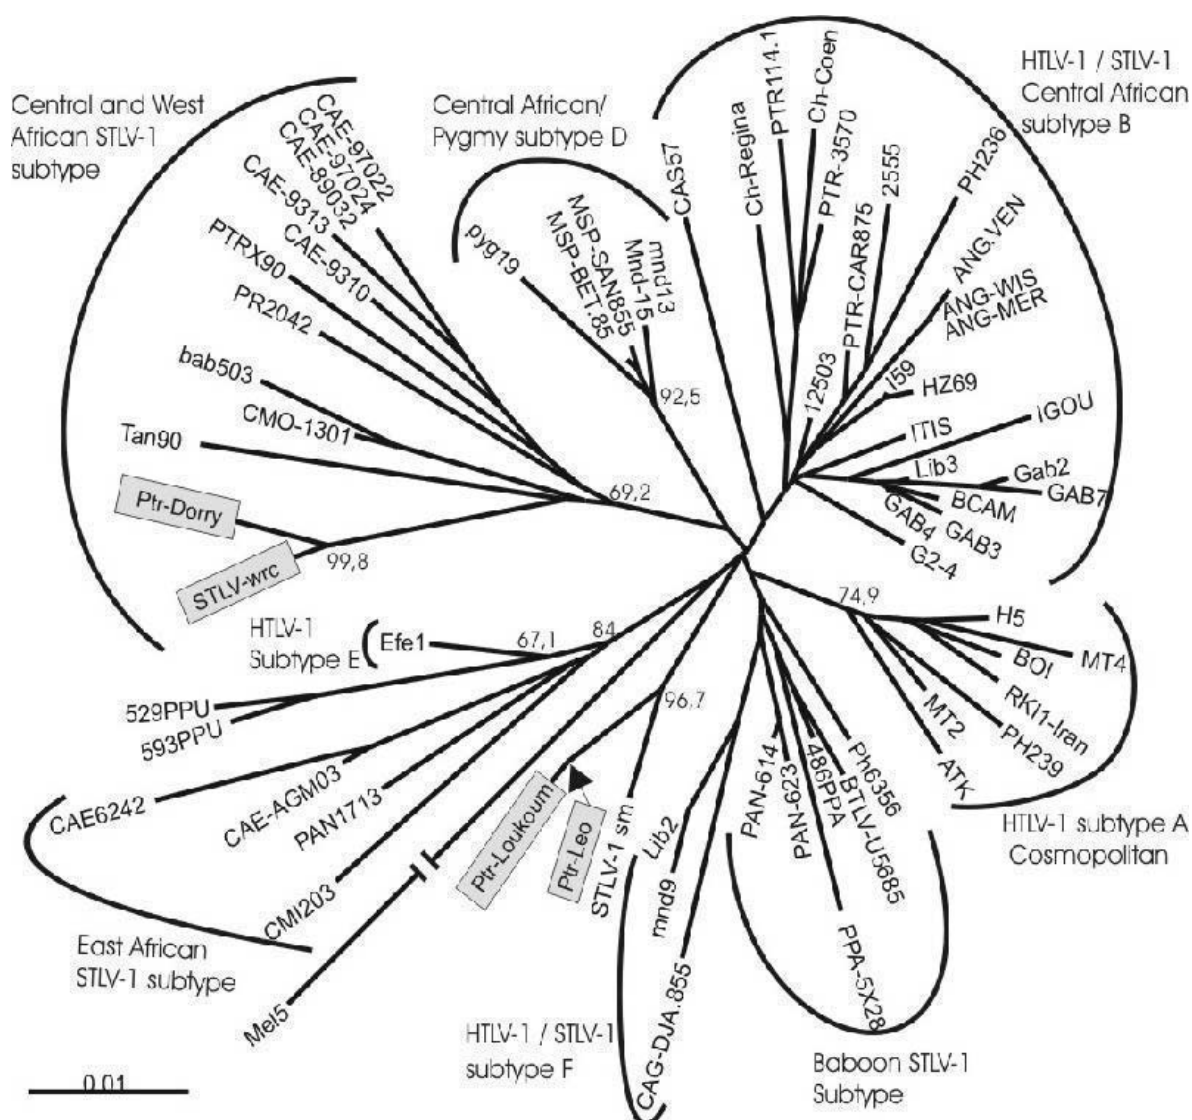 Central and West
African STLV-1
subtype
CAE-97022
CAE-97024
CAE-89032
CAE-9313
CAE-9310
PTRX90
PR2042
bab503
CMO-1301
Tan90
Ptr-Dorry
STLV-wrc
99,8
69,2
Central African/
Pygmy subtype D
pyg19
MSP-SAN855
MSP-BET.85
mnd13
Mnd-15
92,5
HTLV-1 / STLV-1
Central African
subtype B
CAS57
Ch-Regina
PTR114.1
Ch-Coen
PTR-3570
12503
PTR-CAR875
2555
PH236
ANG.VEN
ANG-WIS
ANG-MER
I59
HZ69
ITIS
IGOU
Lib3
Gab2
GAB7
BCAM
GAB3
GAB4
G2-4
74,9
H5
MT4
BOI
RKI1-Iran
PH239
MT2
ATK
HTLV-1 subtype A
Cosmopolitan
HTLV-1
Subtype E
Efe1
67,1
84
529PPU
593PPU
CAE6242
CAE-AGM03
PAN1713
CMI203
East African
STLV-1 subtype
Mel5
96,7
Ptr-Loukoum
Ptr-Leo
STLV-1 sm
Lib2
mnd9
CAG-DJA.855
HTLV-1 / STLV-1
subtype F
PAN-614
PAN-623
486PPA
BTLV-U5685
Ph6356
PPA-5X28
Baboon STLV-1
Subtype
0.01